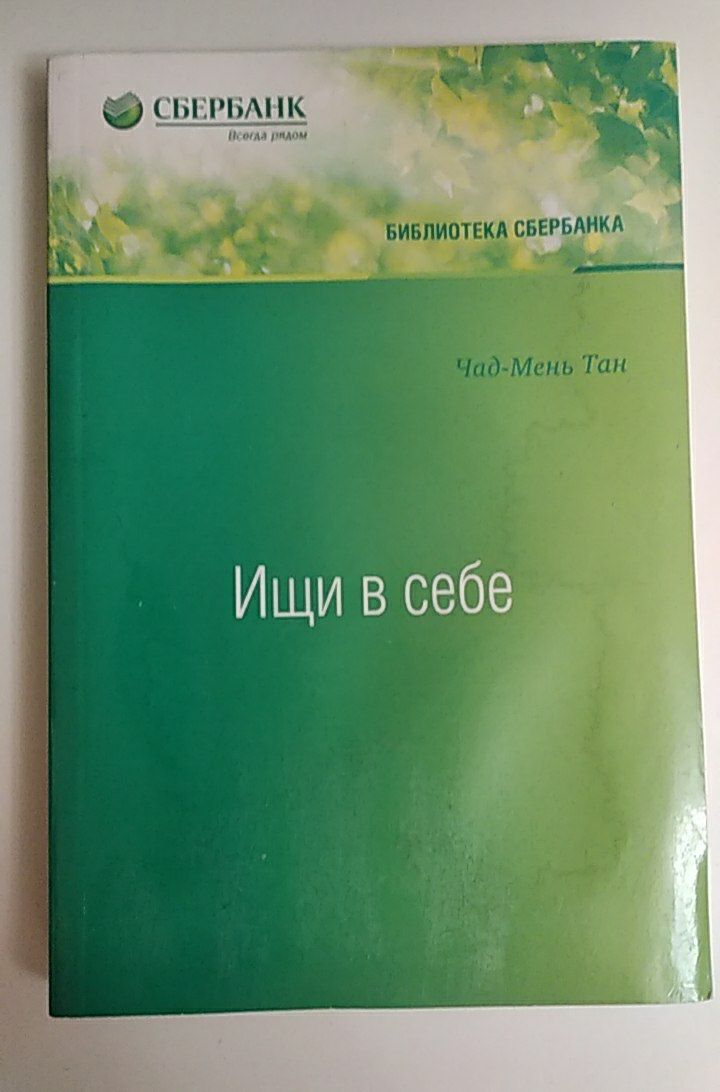 СБЕРБАНК
Всегда рядом
БИБЛИОТЕКА СБЕРБАНКА
Чад-Мень Тан
Ищи в себе